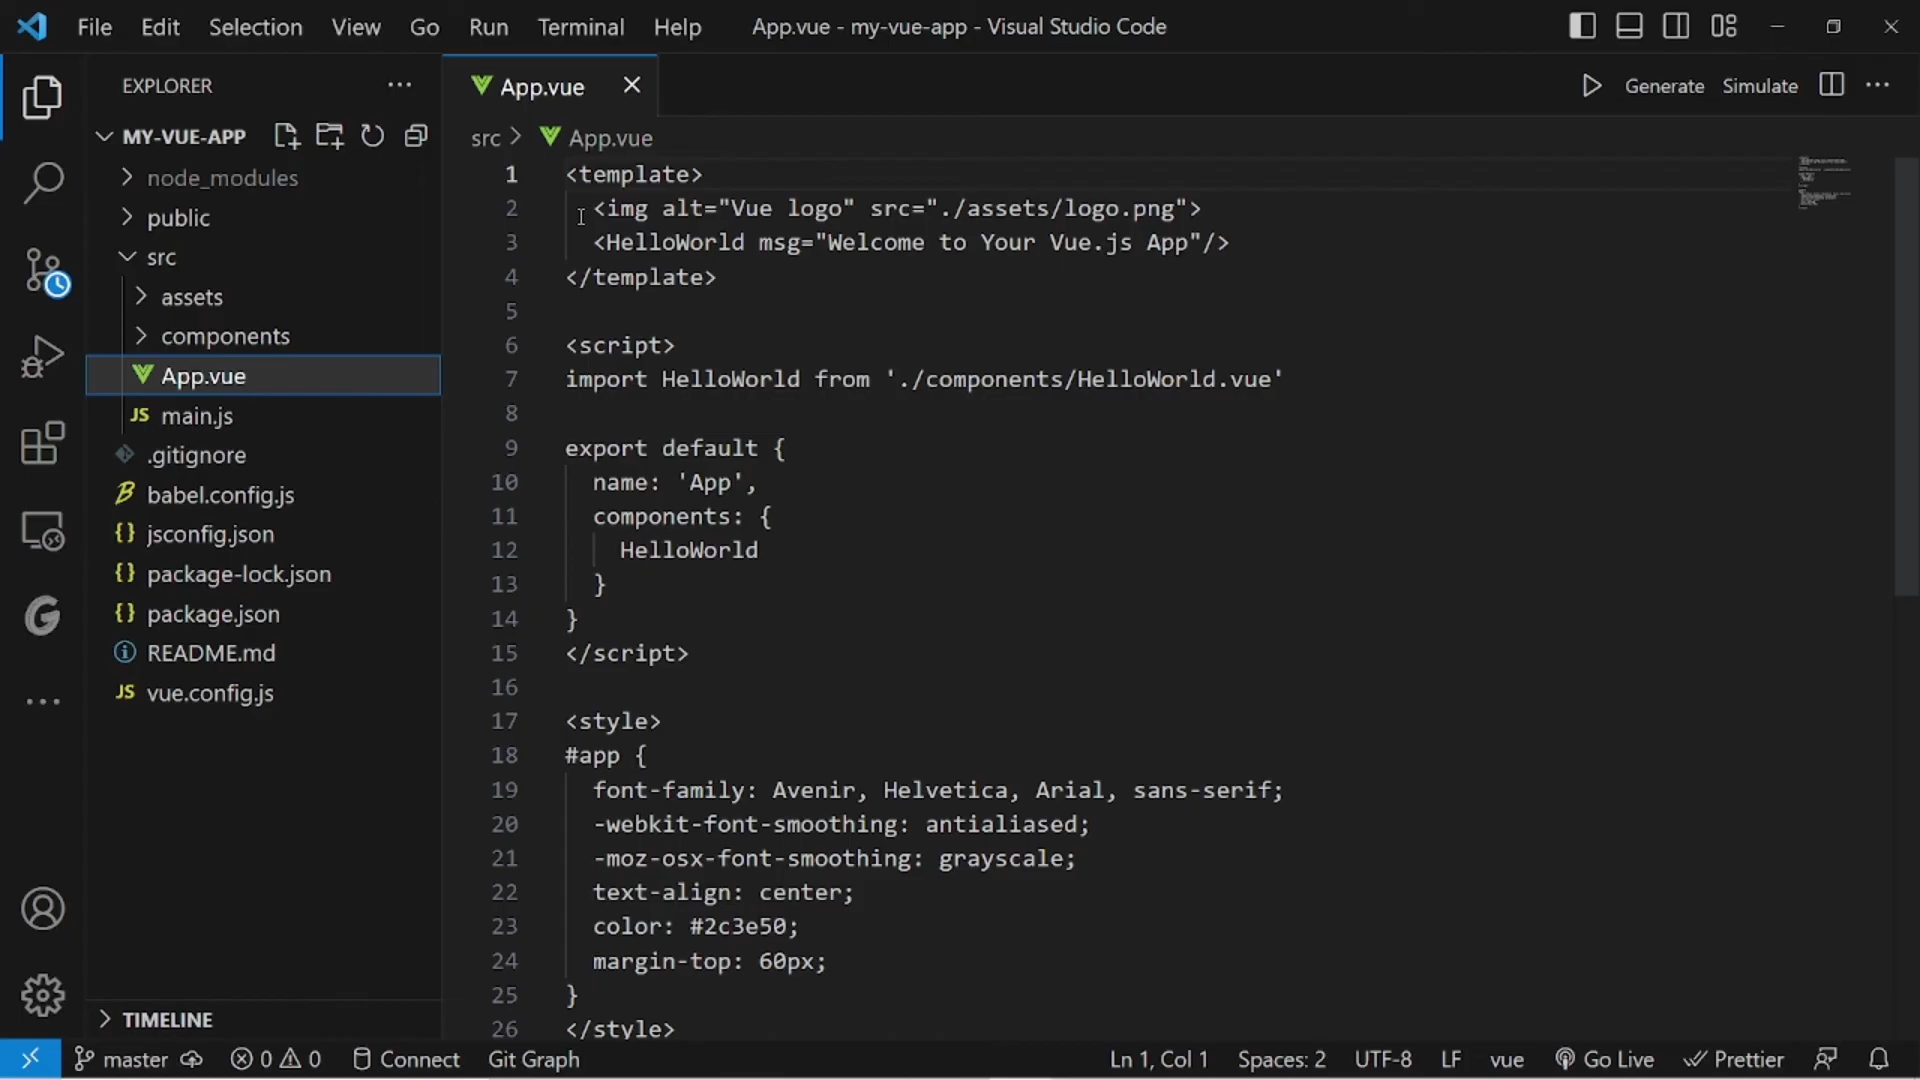 File Edit Selection View Go Run Terminal Help App.vue - my-vue-app - Visual Studio Code
EXPLORER
MY-VUE-APP
node_modules
public
src
assets
components
App.vue
JS main.js
.gitignore
babel.config.js
{} jsconfig.json
{} package-lock.json
{} package.json
README.md
JS vue.config.js
TIMELINE
App.vue
Generate Simulate
src > App.vue
1 <template>
2 <img alt="Vue logo" src="./assets/logo.png">
3 <HelloWorld msg="Welcome to Your Vue.js App"/>
4 </template>
5
6 <script>
7 import HelloWorld from './components/HelloWorld.vue'
8
9 export default {
10 name: 'App',
11 components: {
12 HelloWorld
13 }
14 }
15 </script>
16
17 <style>
18 #app {
19 font-family: Avenir, Helvetica, Arial, sans-serif;
20 -webkit-font-smoothing: antialiased;
21 -moz-osx-font-smoothing: grayscale;
22 text-align: center;
23 color: #2c3e50;
24 margin-top: 60px;
25 }
26 </style>
master 0 0 Connect Git Graph Ln 1, Col 1 Spaces: 2 UTF-8 LF vue Go Live Prettier